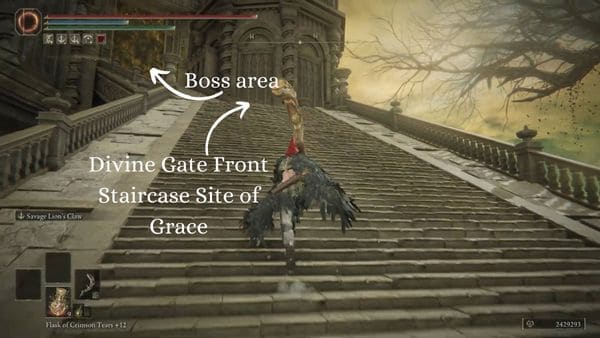 Boss area
Divine Gate Front
Staircase Site of
Grace
Savage Lion's Claw
Flask of Crimson Tears +12
2429293